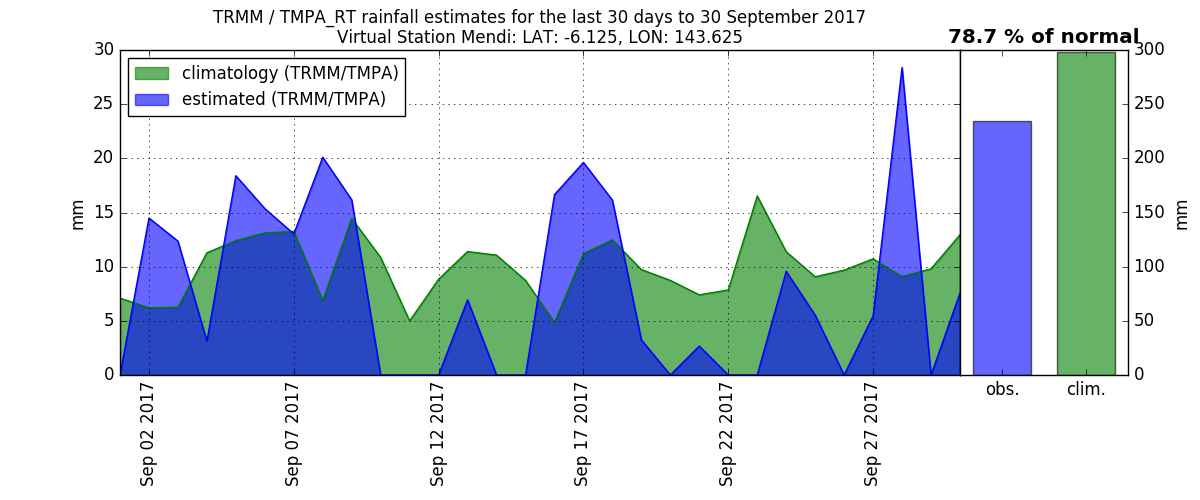 TRMM / TMPA_RT rainfall estimates for the last 30 days to 30 September 2017
Virtual Station Mendi: LAT: -6.125, LON: 143.625
78.7 % of normal
climatology (TRMM/TMPA)
estimated (TRMM/TMPA)
30
25
20
15
10
5
0
mm
Sep 02 2017
Sep 07 2017
Sep 12 2017
Sep 17 2017
Sep 22 2017
Sep 27 2017
obs.
clim.
300
250
200
150
100
50
0
mm